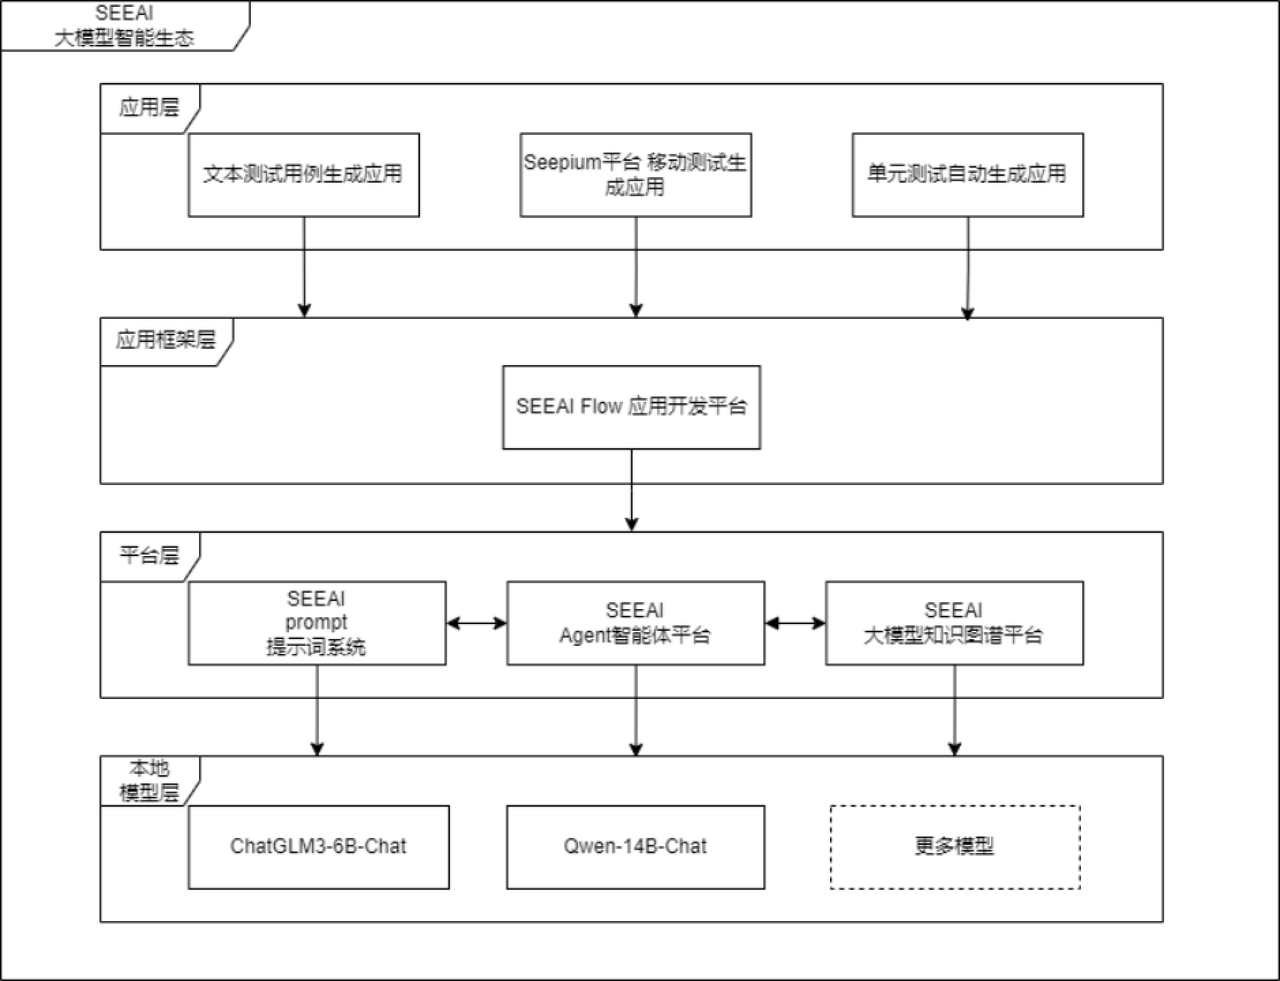 SEEAI
大模型智能生态
应用层
文本测试用例生成应用
Seepium平台 移动测试生
成应用
单元测试自动生成应用
应用框架层
SEEAI Flow 应用开发平台
平台层
SEEAI
prompt
提示词系统
SEEAI
Agent智能体平台
SEEAI
大模型知识图谱平台
本地
模型层
ChatGLM3-6B-Chat
Qwen-14B-Chat
更多模型